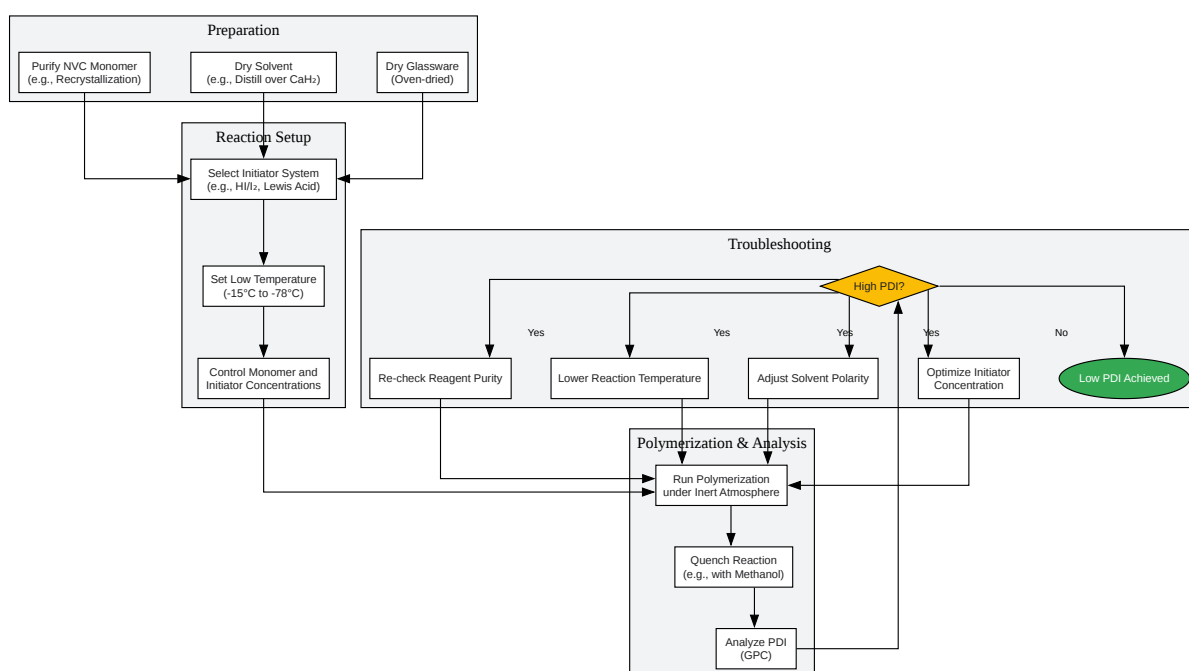 Preparation
Purify NVC Monomer
(e.g., Recrystallization)
Dry Solvent
(e.g., Distill over CaH₂)
Dry Glassware
(Oven-dried)
Reaction Setup
Select Initiator System
(e.g., HI/I₂, Lewis Acid)
Set Low Temperature
(-15°C to -78°C)
Control Monomer and
Initiator Concentrations
Troubleshooting
High PDI?
Yes
Yes
Yes
Yes
No
Re-check Reagent Purity
Lower Reaction Temperature
Adjust Solvent Polarity
Optimize Initiator
Concentration
Low PDI Achieved
Polymerization & Analysis
Run Polymerization
under Inert Atmosphere
Quench Reaction
(e.g., with Methanol)
Analyze PDI
(GPC)